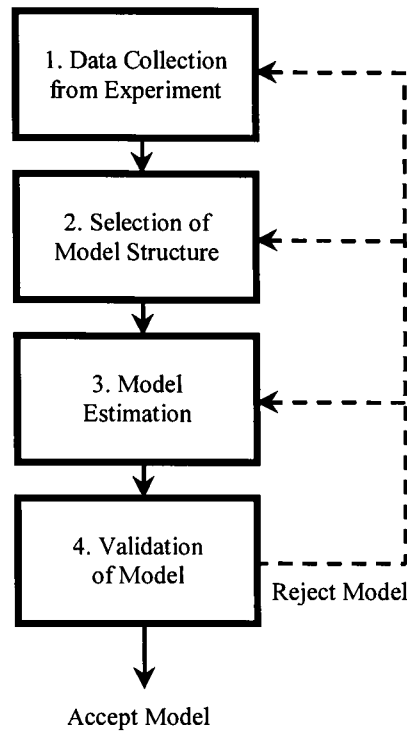 1. Data Collection
from Experiment
2. Selection of
Model Structure
3. Model
Estimation
4. Validation
of Model
Reject Model
Accept Model